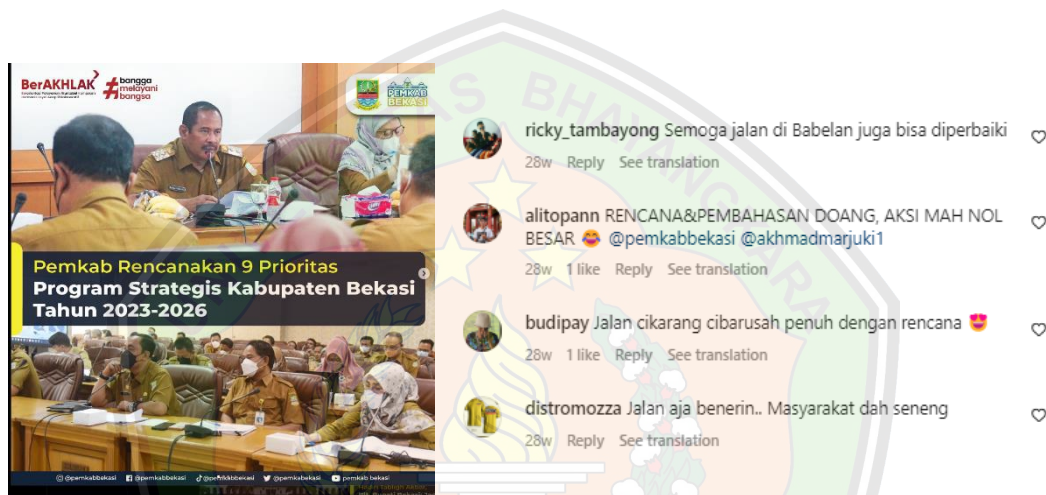 BerAKHLAK
#bangga
melayani
bangsa
PEMKAB
BEKASI
Pemkab Rencanakan 9 Prioritas
Program Strategis Kabupaten Bekasi
Tahun 2023-2026
@pemkabbekasi @pemkabbekasi @pemkabbekasi @pemkabekasi pemkab bekasi
ricky_tambayong Semoga jalan di Babelan juga bisa diperbaiki
28w Reply See translation
alitopann RENCANA&PEMBAHASAN DOANG, AKSI MAH NOL
BESAR 😂 @pemkabbekasi @akhmadmarjuki1
28w 1 like Reply See translation
budipay Jalan cikarang cibarusah penuh dengan rencana 😍
28w 1 like Reply See translation
distromozza Jalan aja benerin.. Masyarakat dah seneng
28w Reply See translation
BHAYANGKARA